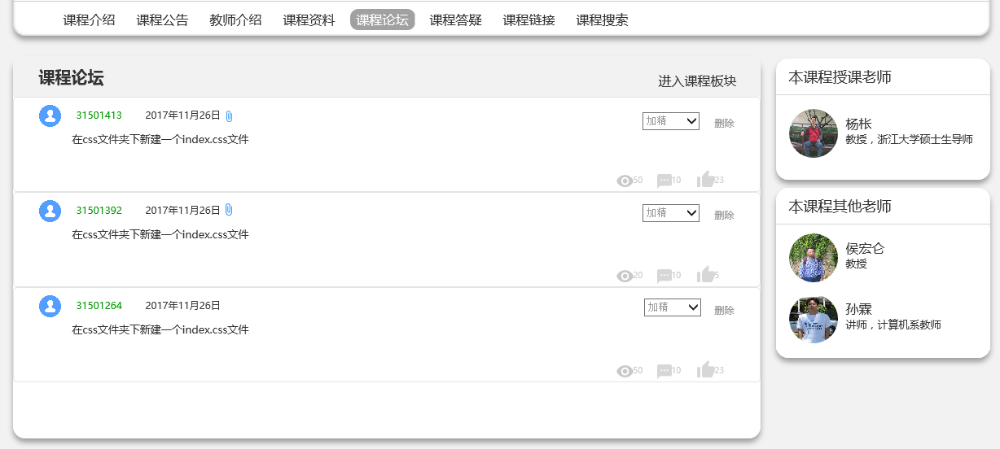 课程介绍 课程公告 教师介绍 课程资料 课程论坛 课程答疑 课程链接 课程搜索
课程论坛
进入课程板块
31501413 2017年11月26日
加精 删除
在css文件夹下新建一个index.css文件
50 10 23
31501392 2017年11月26日
加精 删除
在css文件夹下新建一个index.css文件
20 10 5
31501264 2017年11月26日
加精 删除
在css文件夹下新建一个index.css文件
50 10 23
本课程授课老师
杨枨
教授，浙江大学硕士生导师
本课程其他老师
侯宏仑
教授
孙霖
讲师，计算机系教师